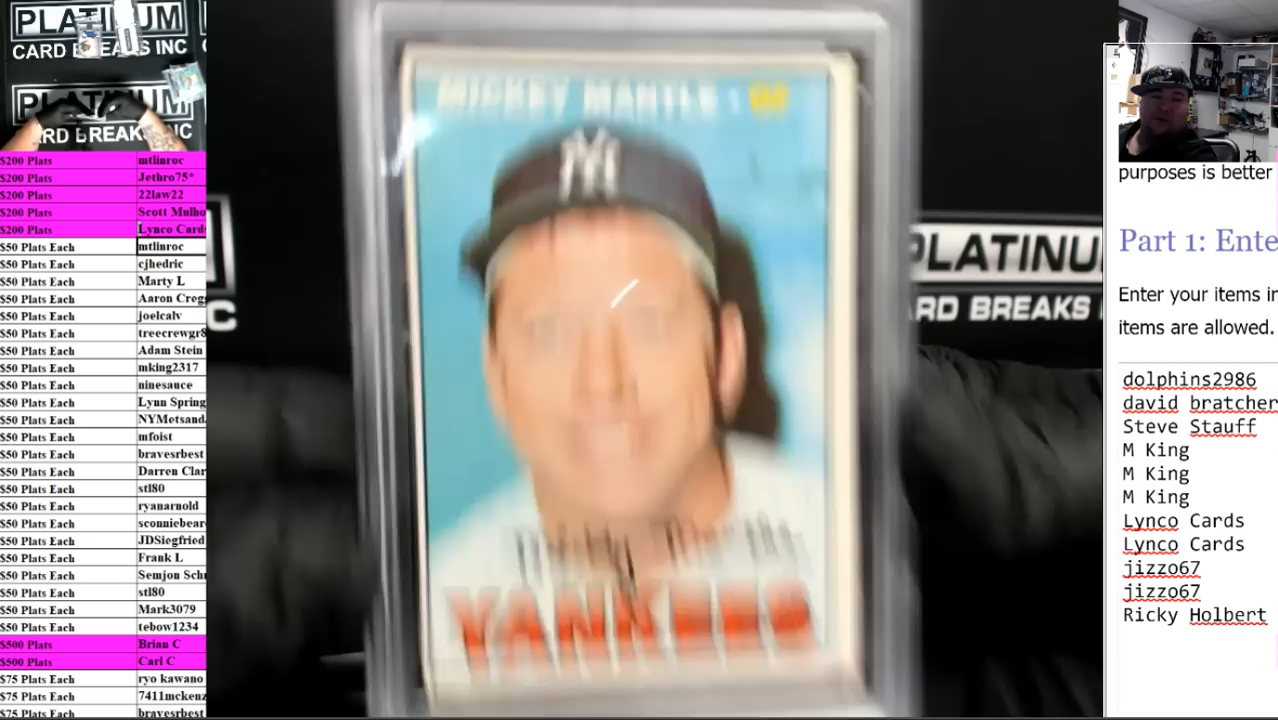 PLATINUM
CARD BREAKS INC
PLATINUM
CARD BREAKS INC
$200 Plats mtlinroc
$200 Plats Jethro75*
$200 Plats 22law22
$200 Plats Scott Mulho
$200 Plats Lynco Card
$50 Plats Each mtlinroc
$50 Plats Each cjhedric
$50 Plats Each Marty L
$50 Plats Each Aaron Creg
$50 Plats Each joelcalv
$50 Plats Each treecrewgr8
$50 Plats Each Adam Stein
$50 Plats Each mking2317
$50 Plats Each ninesauce
$50 Plats Each Lynn Spring
$50 Plats Each NYMetsand
$50 Plats Each mfoist
$50 Plats Each bravesrbest
$50 Plats Each Darren Clar
$50 Plats Each stl80
$50 Plats Each ryanarnold
$50 Plats Each sconniebear
$50 Plats Each JDSiegfried
$50 Plats Each Frank L
$50 Plats Each Semjon Sch
$50 Plats Each stl80
$50 Plats Each Mark3079
$50 Plats Each tebow1234
$500 Plats Brian C
$500 Plats Carl C
$75 Plats Each ryo kawano
$75 Plats Each 7411mckenz
$75 Plats Each bravesrbest
C
MICKEY MANTLE
NY
YANKEES
PLATINU
RD BREAKS
purposes is better
Part 1: Ente
Enter your items in
items are allowed.
dolphins2986
david bratcher
Steve Stauff
M King
M King
M King
Lynco Cards
Lynco Cards
jizzo67
jizzo67
Ricky Holbert